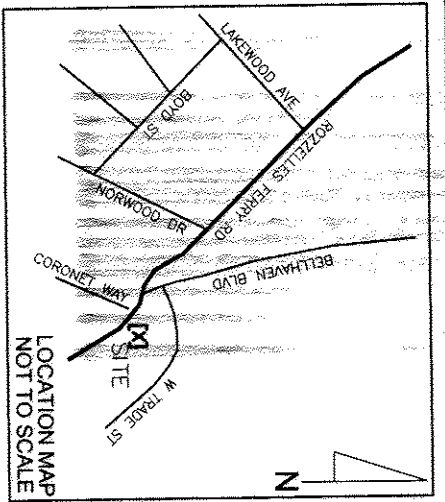 LAKEWOOD AVE
ROZZELLES FERRY RD
BOYD ST
NORWOOD DR
BELLHAVEN BLVD
CORONET WAY
[X]
SITE
W TRADE ST
N
LOCATION MAP
NOT TO SCALE